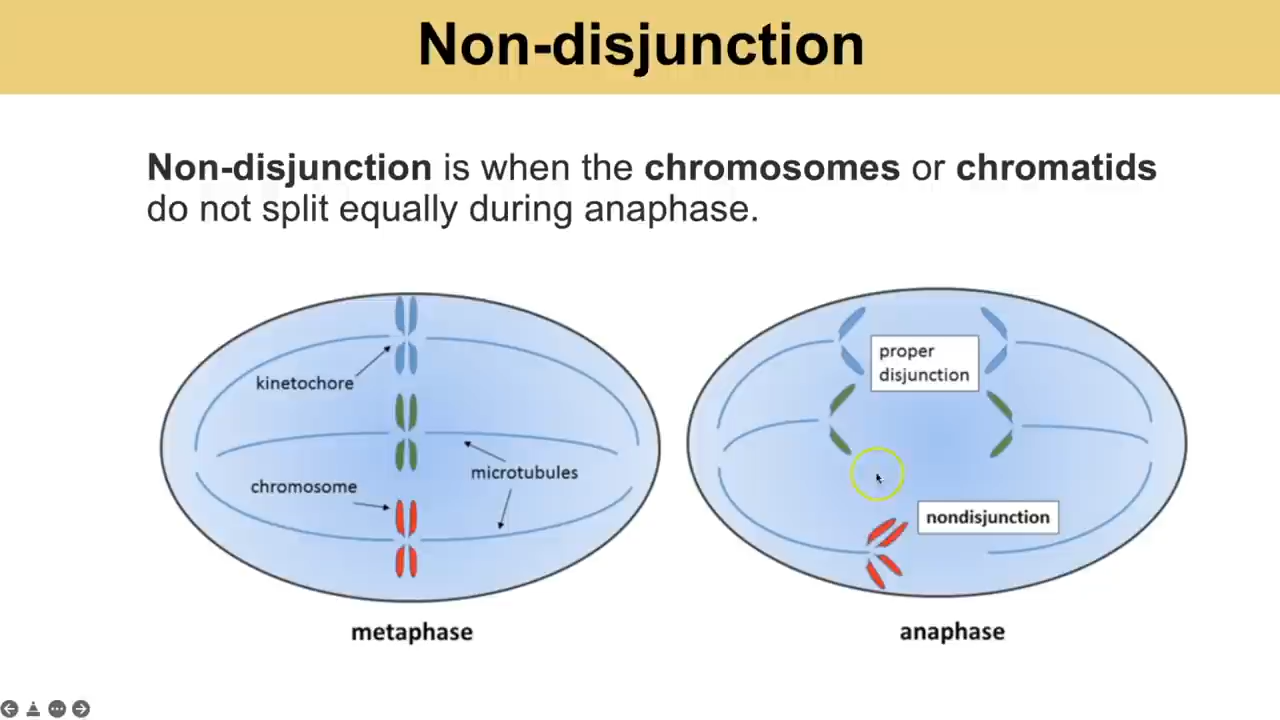 Non-disjunction
Non-disjunction is when the chromosomes or chromatids
do not split equally during anaphase.
kinetochore
chromosome
microtubules
metaphase
proper
disjunction
nondisjunction
anaphase